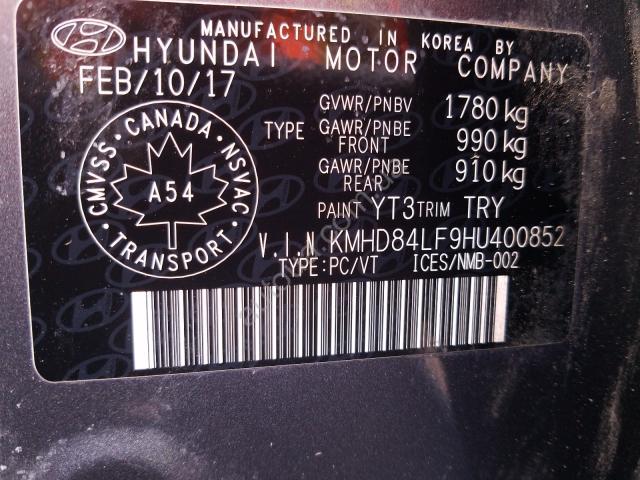 MANUFACTURED IN KOREA BY
HYUNDAI MOTOR COMPANY
FEB/10/17
GVWR/PNBV 1780 kg
TYPE GAWR/PNBE FRONT 990 kg
GAWR/PNBE REAR 910 kg
PAINT YT3 TRIM TRY
V.I.N KMHD84LF9HU400852
TYPE:PC/VT ICES/NMB-002
CMVSS • CANADA • NSVAC • TRANSPORT •
A54